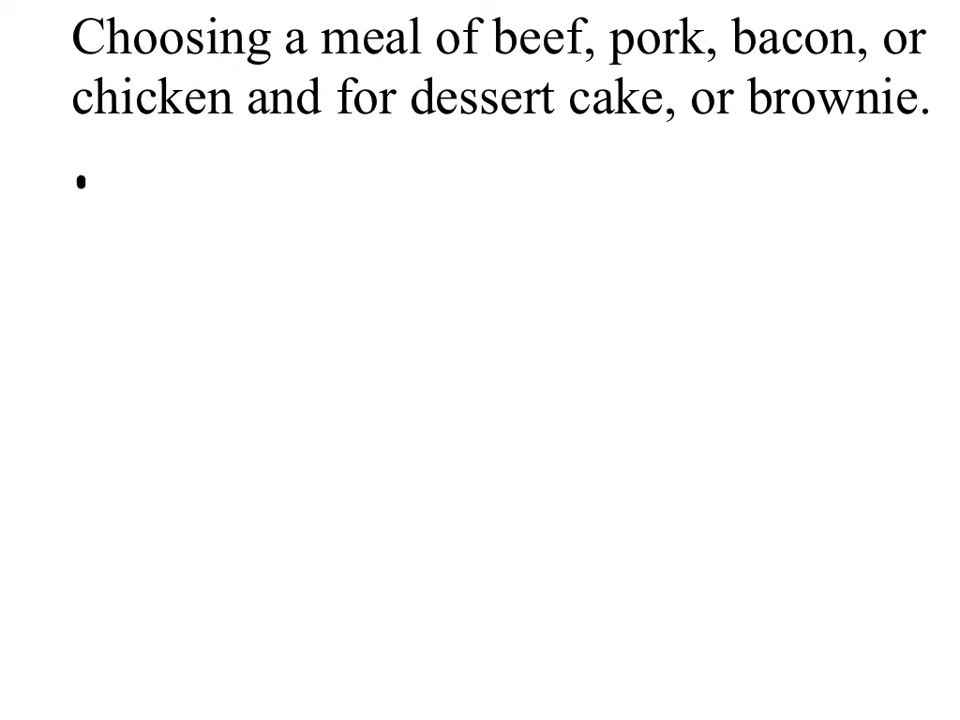 Choosing a meal of beef, pork, bacon, or
chicken and for dessert cake, or brownie.